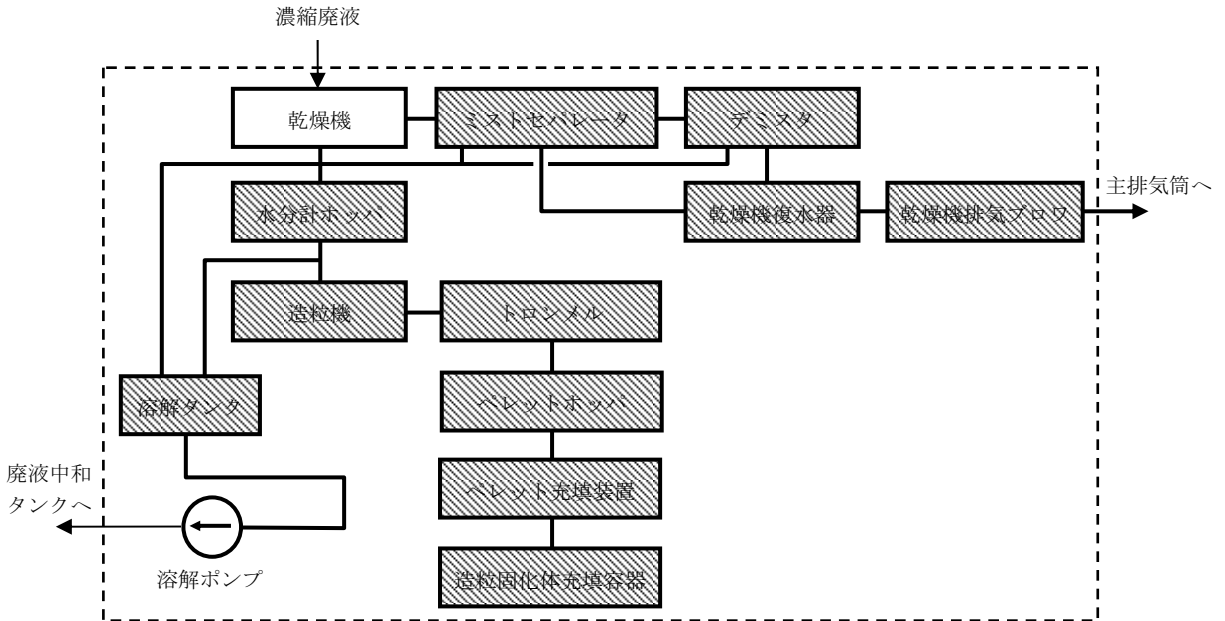 濃縮廃液
乾燥機
ミストセパレータ
デミスタ
水分計ホッパ
乾燥機復水器
乾燥機排気ブロワ
主排気筒へ
造粒機
トロンメル
溶解タンク
ペレットホッパ
廃液中和
タンクへ
ペレット充填装置
溶解ポンプ
造粒固化体充填容器